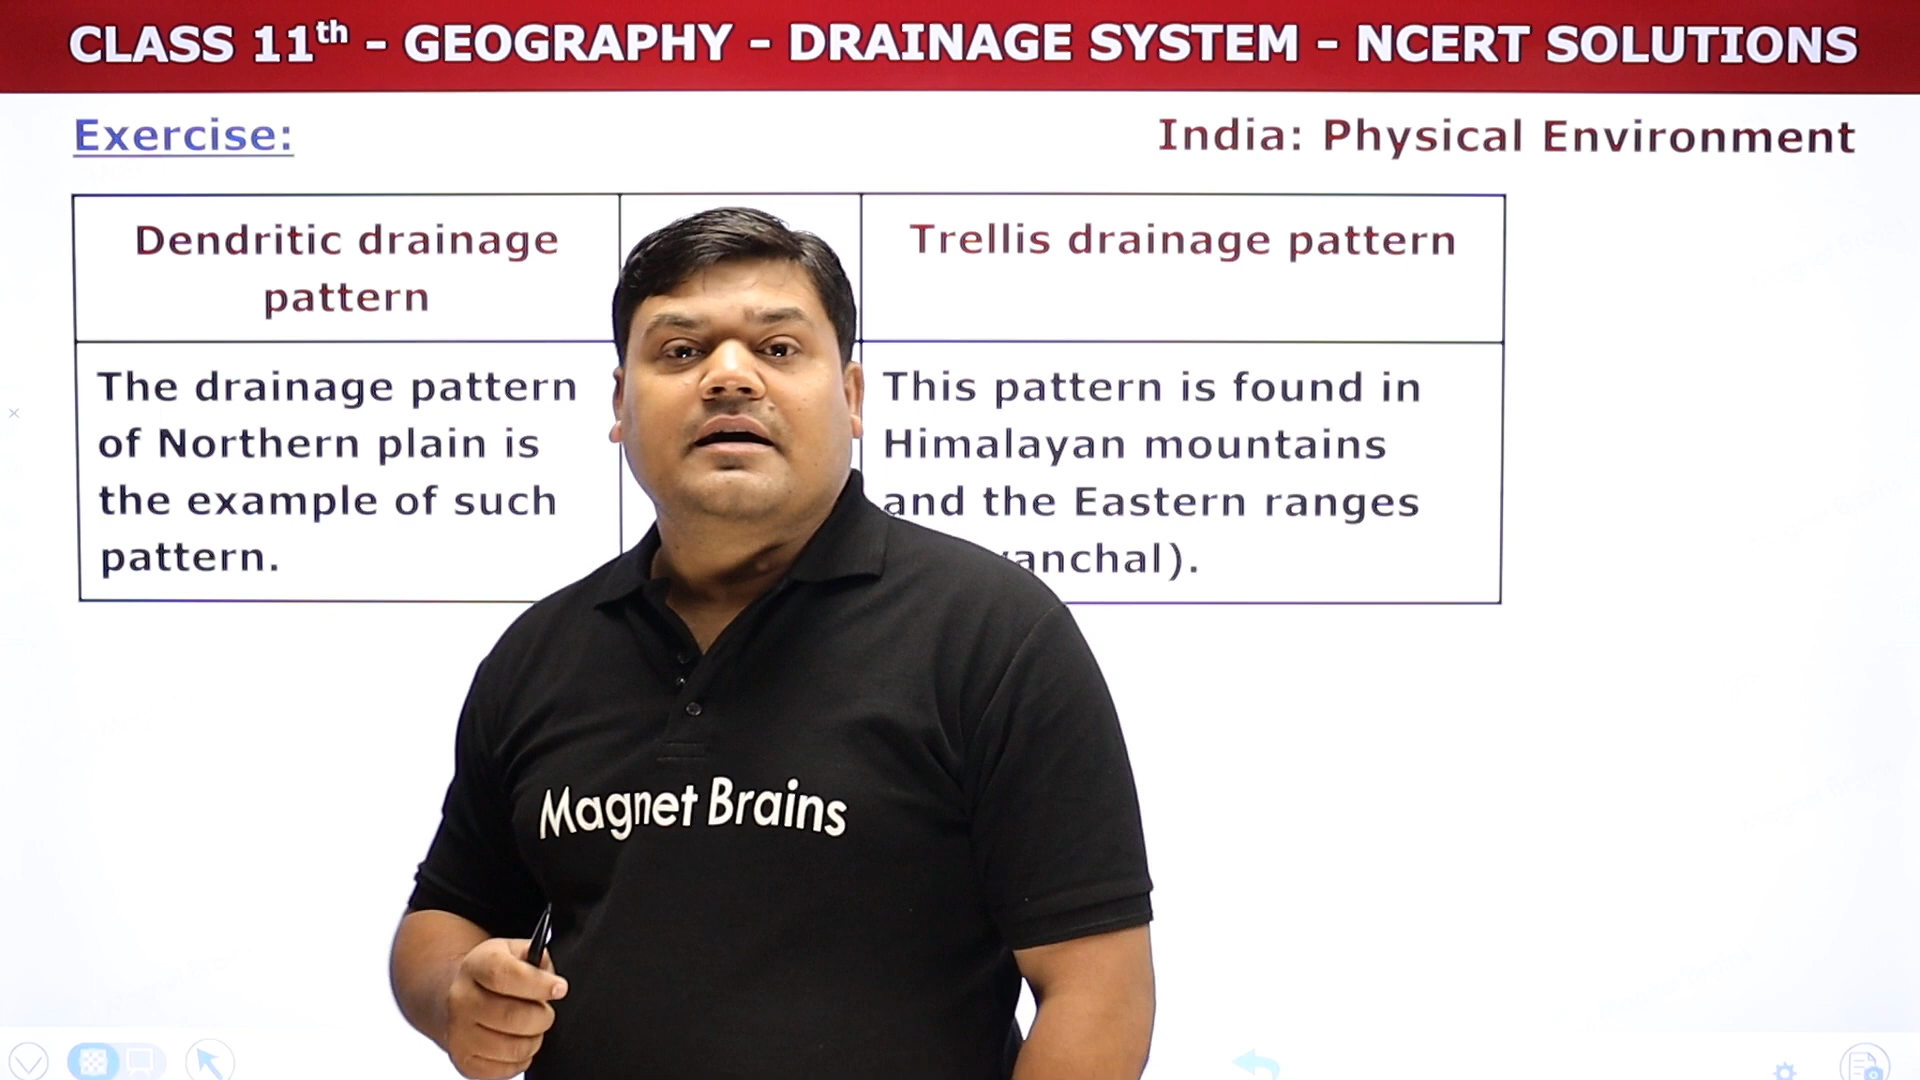 CLASS 11th - GEOGRAPHY - DRAINAGE SYSTEM - NCERT SOLUTIONS
Exercise:
India: Physical Environment
Dendritic drainage
pattern
Trellis drainage pattern
The drainage pattern
of Northern plain is
the example of such
pattern.
This pattern is found in
Himalayan mountains
and the Eastern ranges
Magnet Brains